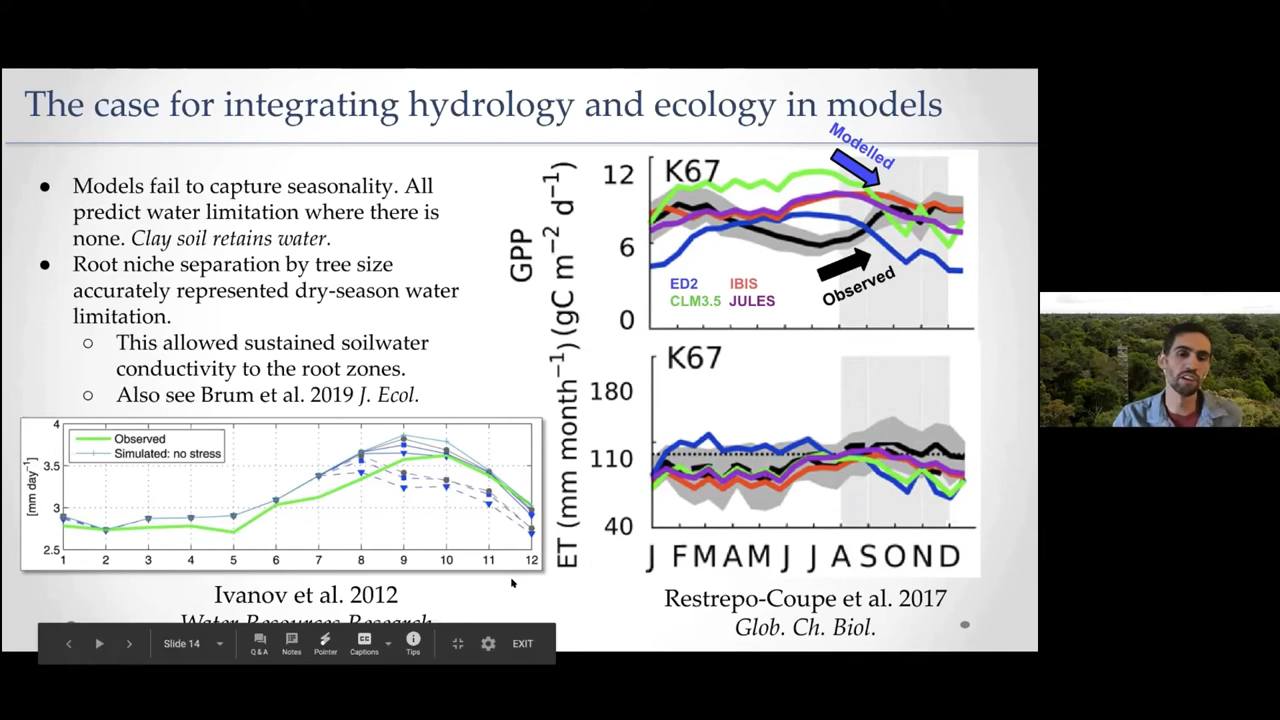 The case for integrating hydrology and ecology in models
● Models fail to capture seasonality. All
predict water limitation where there is
none. Clay soil retains water.
● Root niche separation by tree size
accurately represented dry-season water
limitation.
○ This allowed sustained soilwater
conductivity to the root zones.
○ Also see Brum et al. 2019 J. Ecol.
Observed
Simulated: no stress
[mm day⁻¹]
4
3.5
3
2.5
1 2 3 4 5 6 7 8 9 10 11 12
Ivanov et al. 2012
Water Resources Research
Modelled
K67
GPP
(gC m⁻² d⁻¹)
12
6
0
ED2 IBIS
CLM3.5 JULES
Observed
K67
ET (mm month⁻¹)
180
110
40
J F M A M J J A S O N D
Restrepo-Coupe et al. 2017
Glob. Ch. Biol.
Slide 14
Q & A
Notes
Pointer
Captions
Tips
EXIT